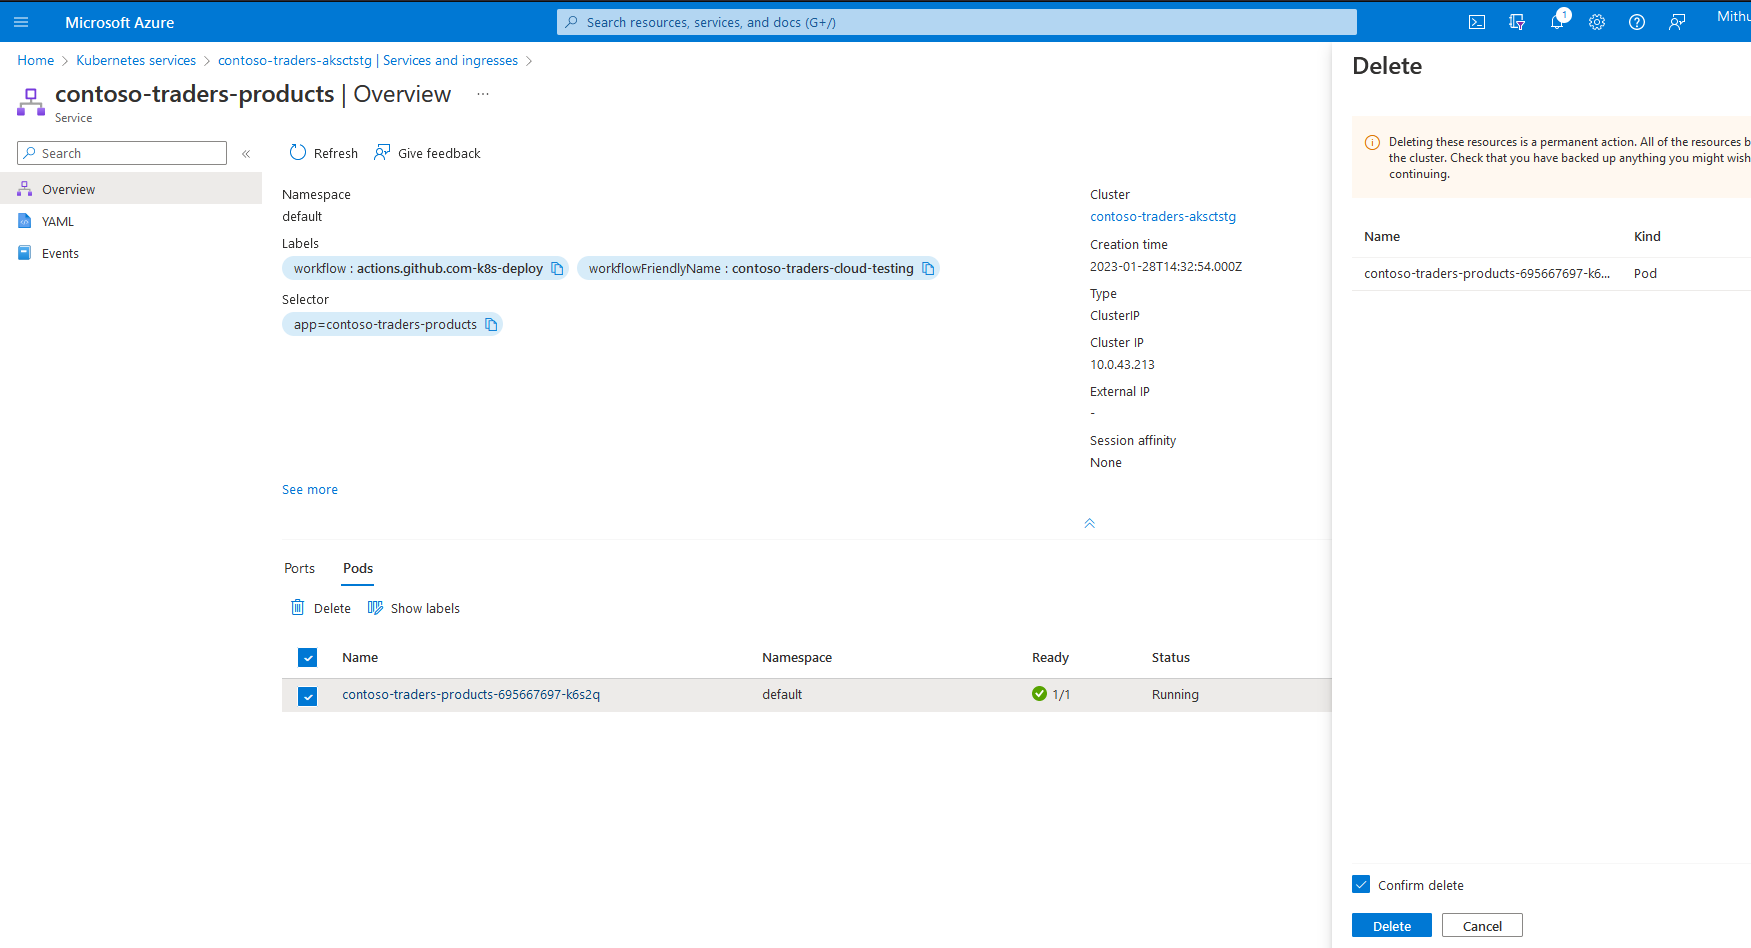 Microsoft Azure
Search resources, services, and docs (G+/)
1
Mithu
Home > Kubernetes services > contoso-traders-aksctstg | Services and ingresses >
contoso-traders-products | Overview ...
Service
Search
«
Overview
YAML
Events
Refresh
Give feedback
Namespace
default
Labels
workflow : actions.github.com-k8s-deploy
workflowFriendlyName : contoso-traders-cloud-testing
Selector
app=contoso-traders-products
See more
Cluster
contoso-traders-aksctstg
Creation time
2023-01-28T14:32:54.000Z
Type
ClusterIP
Cluster IP
10.0.43.213
External IP
-
Session affinity
None
Ports Pods
Delete Show labels
Name Namespace Ready Status
contoso-traders-products-695667697-k6s2q default 1/1 Running
Delete
Deleting these resources is a permanent action. All of the resources b
the cluster. Check that you have backed up anything you might wish
continuing.
Name Kind
contoso-traders-products-695667697-k6... Pod
Confirm delete
Delete Cancel